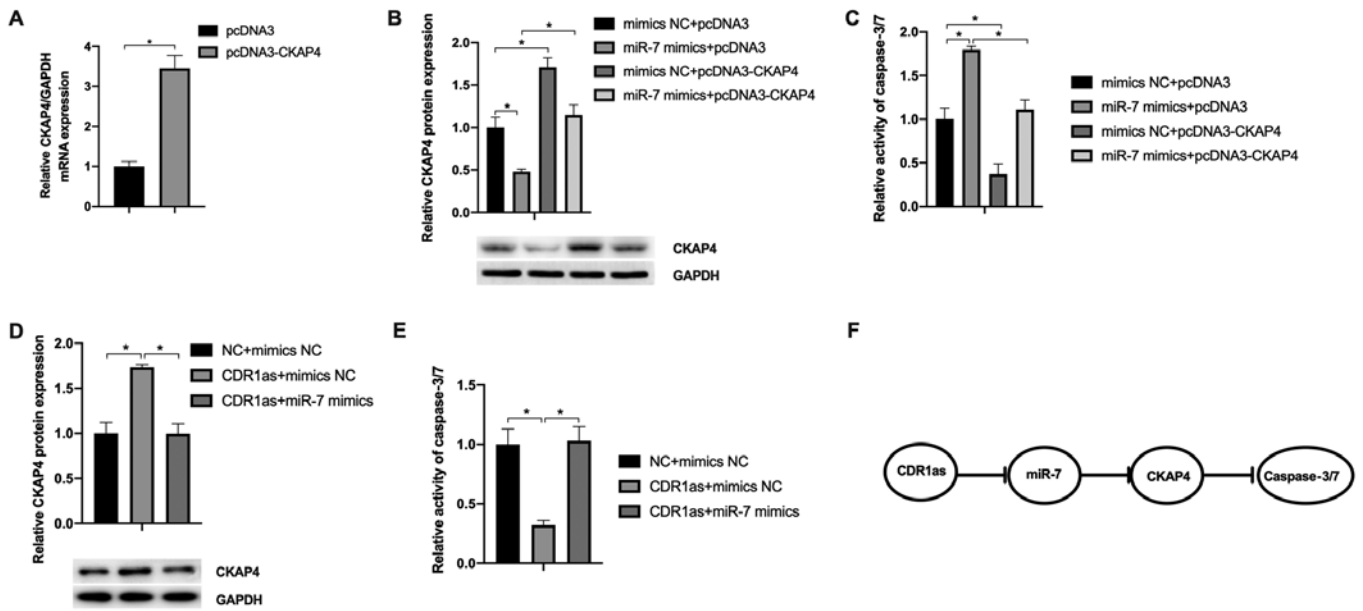 A
Relative CKAP4/GAPDH
mRNA expression
4
3
2
1
0
*
pcDNA3
pcDNA3-CKAP4
B
Relative CKAP4 protein expression
2.0
1.5
1.0
0.5
0.0
*
*
*
mimics NC+pcDNA3
miR-7 mimics+pcDNA3
mimics NC+pcDNA3-CKAP4
miR-7 mimics+pcDNA3-CKAP4
CKAP4
GAPDH
C
Relative activity of caspase-3/7
2.0
1.5
1.0
0.5
0.0
*
*
*
mimics NC+pcDNA3
miR-7 mimics+pcDNA3
mimics NC+pcDNA3-CKAP4
miR-7 mimics+pcDNA3-CKAP4
D
Relative CKAP4 protein expression
2.0
1.5
1.0
0.5
0.0
*
*
NC+mimics NC
CDR1as+mimics NC
CDR1as+miR-7 mimics
CKAP4
GAPDH
E
Relative activity of caspase-3/7
1.5
1.0
0.5
0.0
*
*
NC+mimics NC
CDR1as+mimics NC
CDR1as+miR-7 mimics
F
CDR1as
miR-7
CKAP4
Caspase-3/7